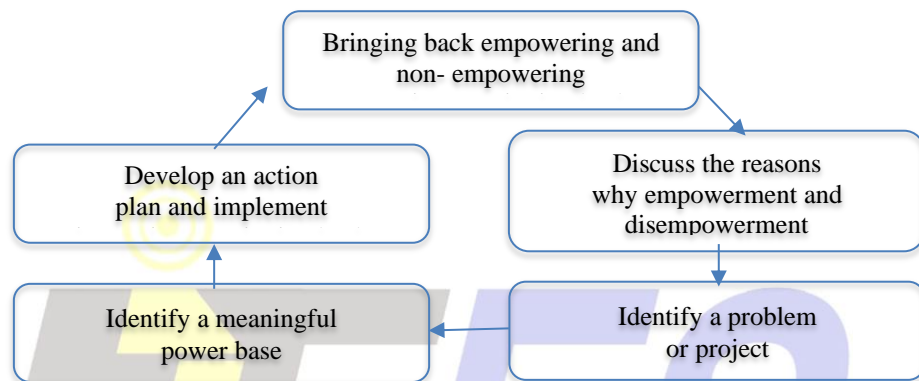 Bringing back empowering and
non- empowering
Discuss the reasons
why empowerment and
disempowerment
Identify a problem
or project
Identify a meaningful
power base
Develop an action
plan and implement